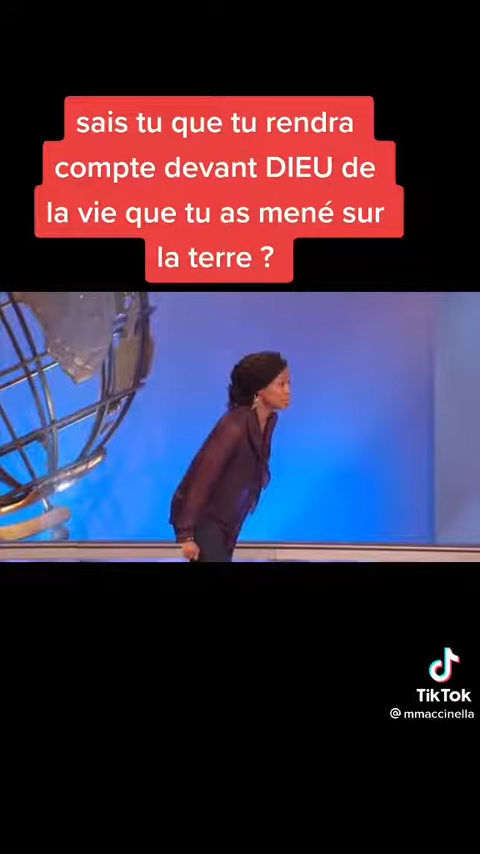 sais tu que tu rendra
compte devant DIEU de
la vie que tu as mené sur
la terre ?
TikTok
@mmaccinella